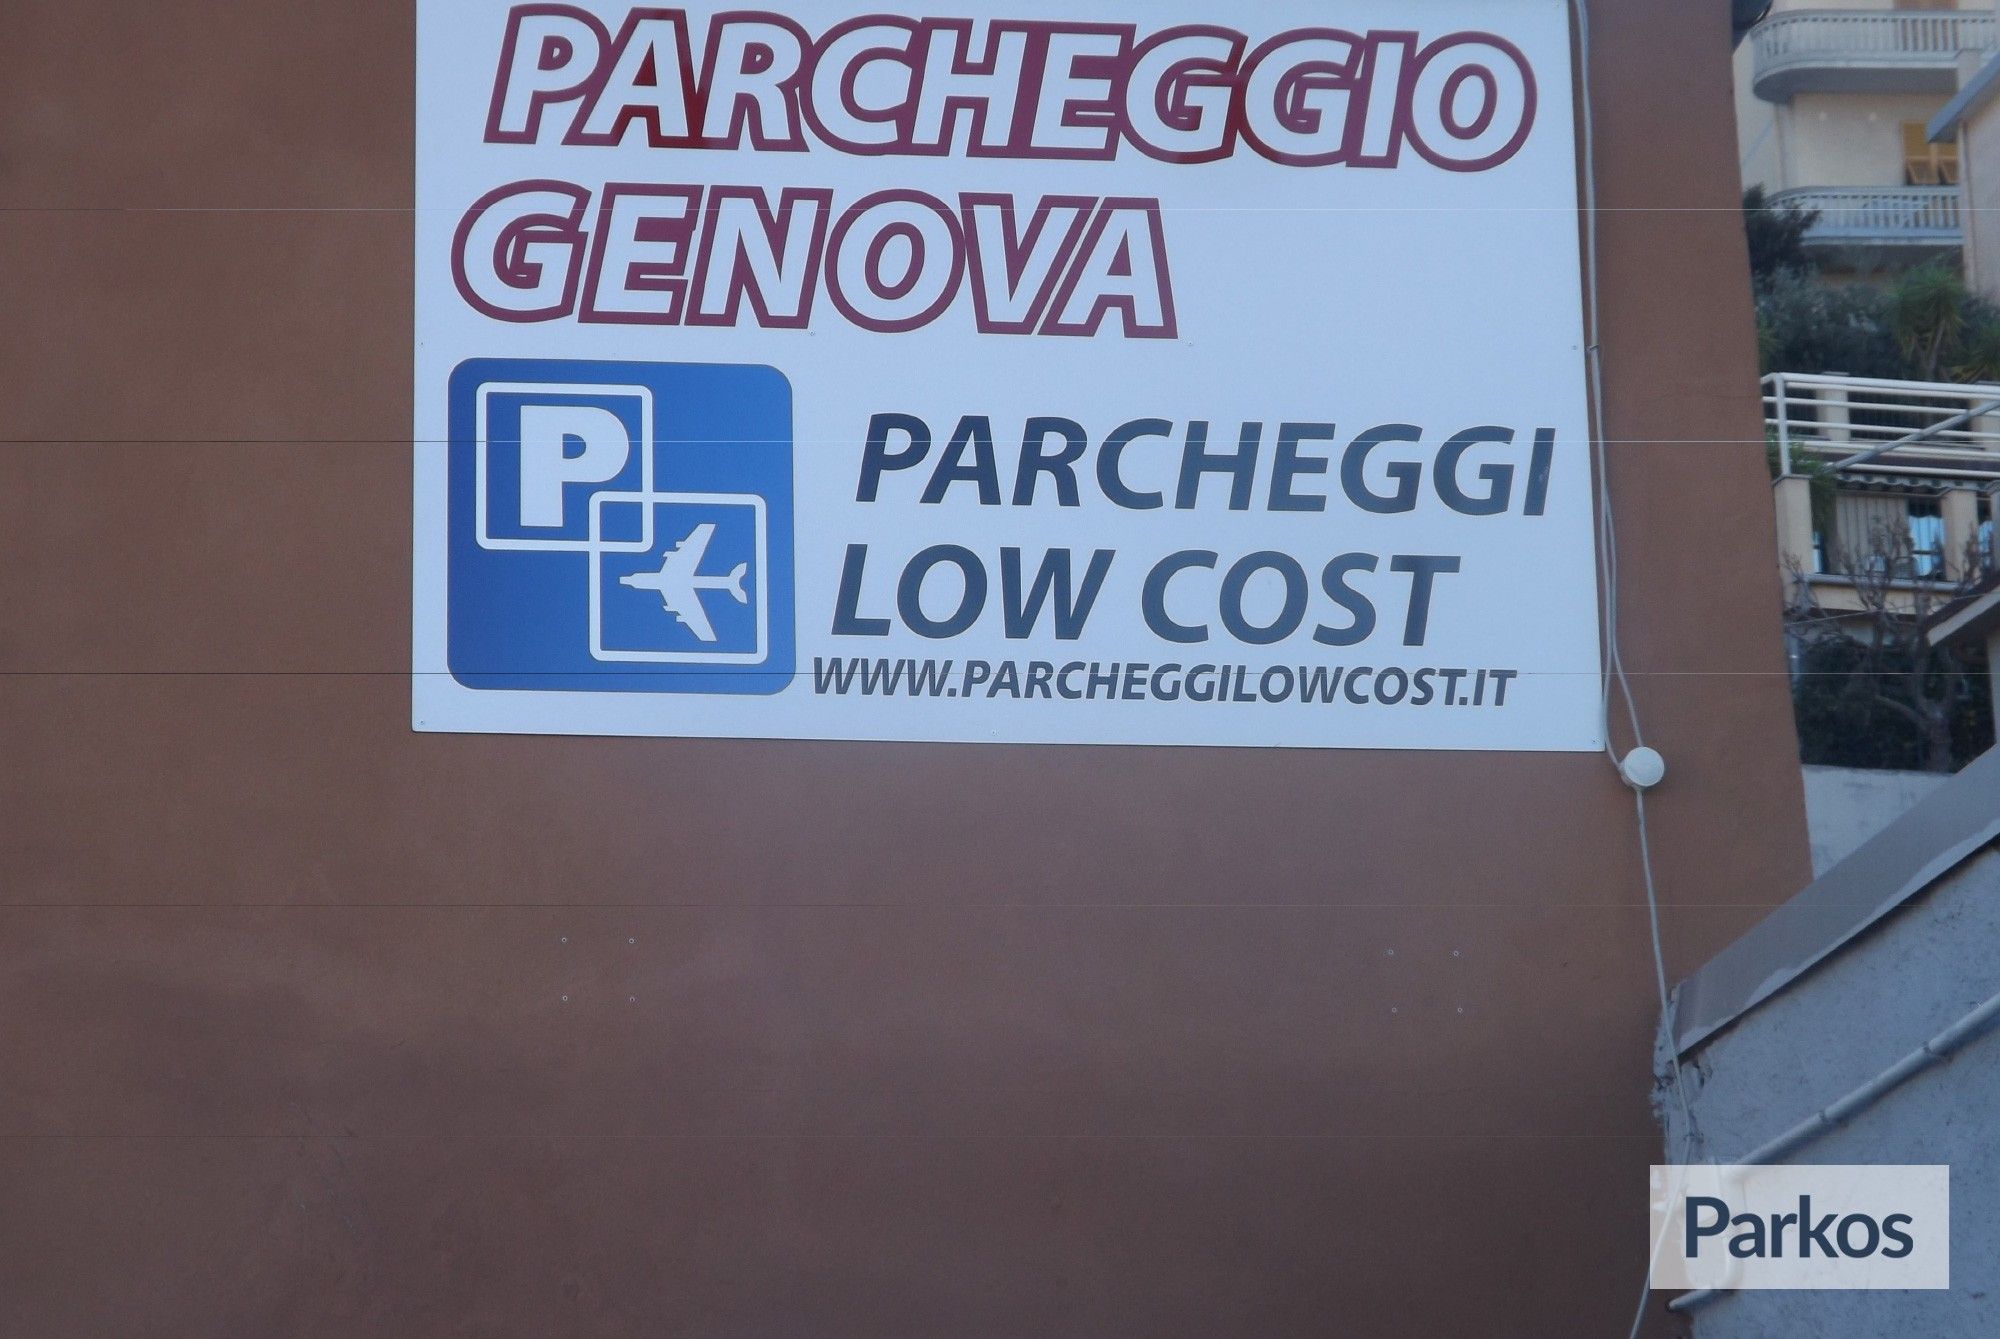 PARCHEGGIO
GENOVA
P
PARCHEGGI
LOW COST
WWW.PARCHEGGILOWCOST.IT
Parkos